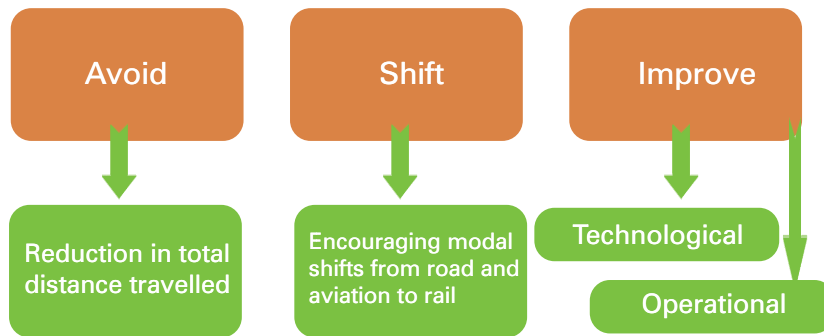 Avoid
Shift
Improve
Reduction in total
distance travelled
Encouraging modal
shifts from road and
aviation to rail
Technological
Operational